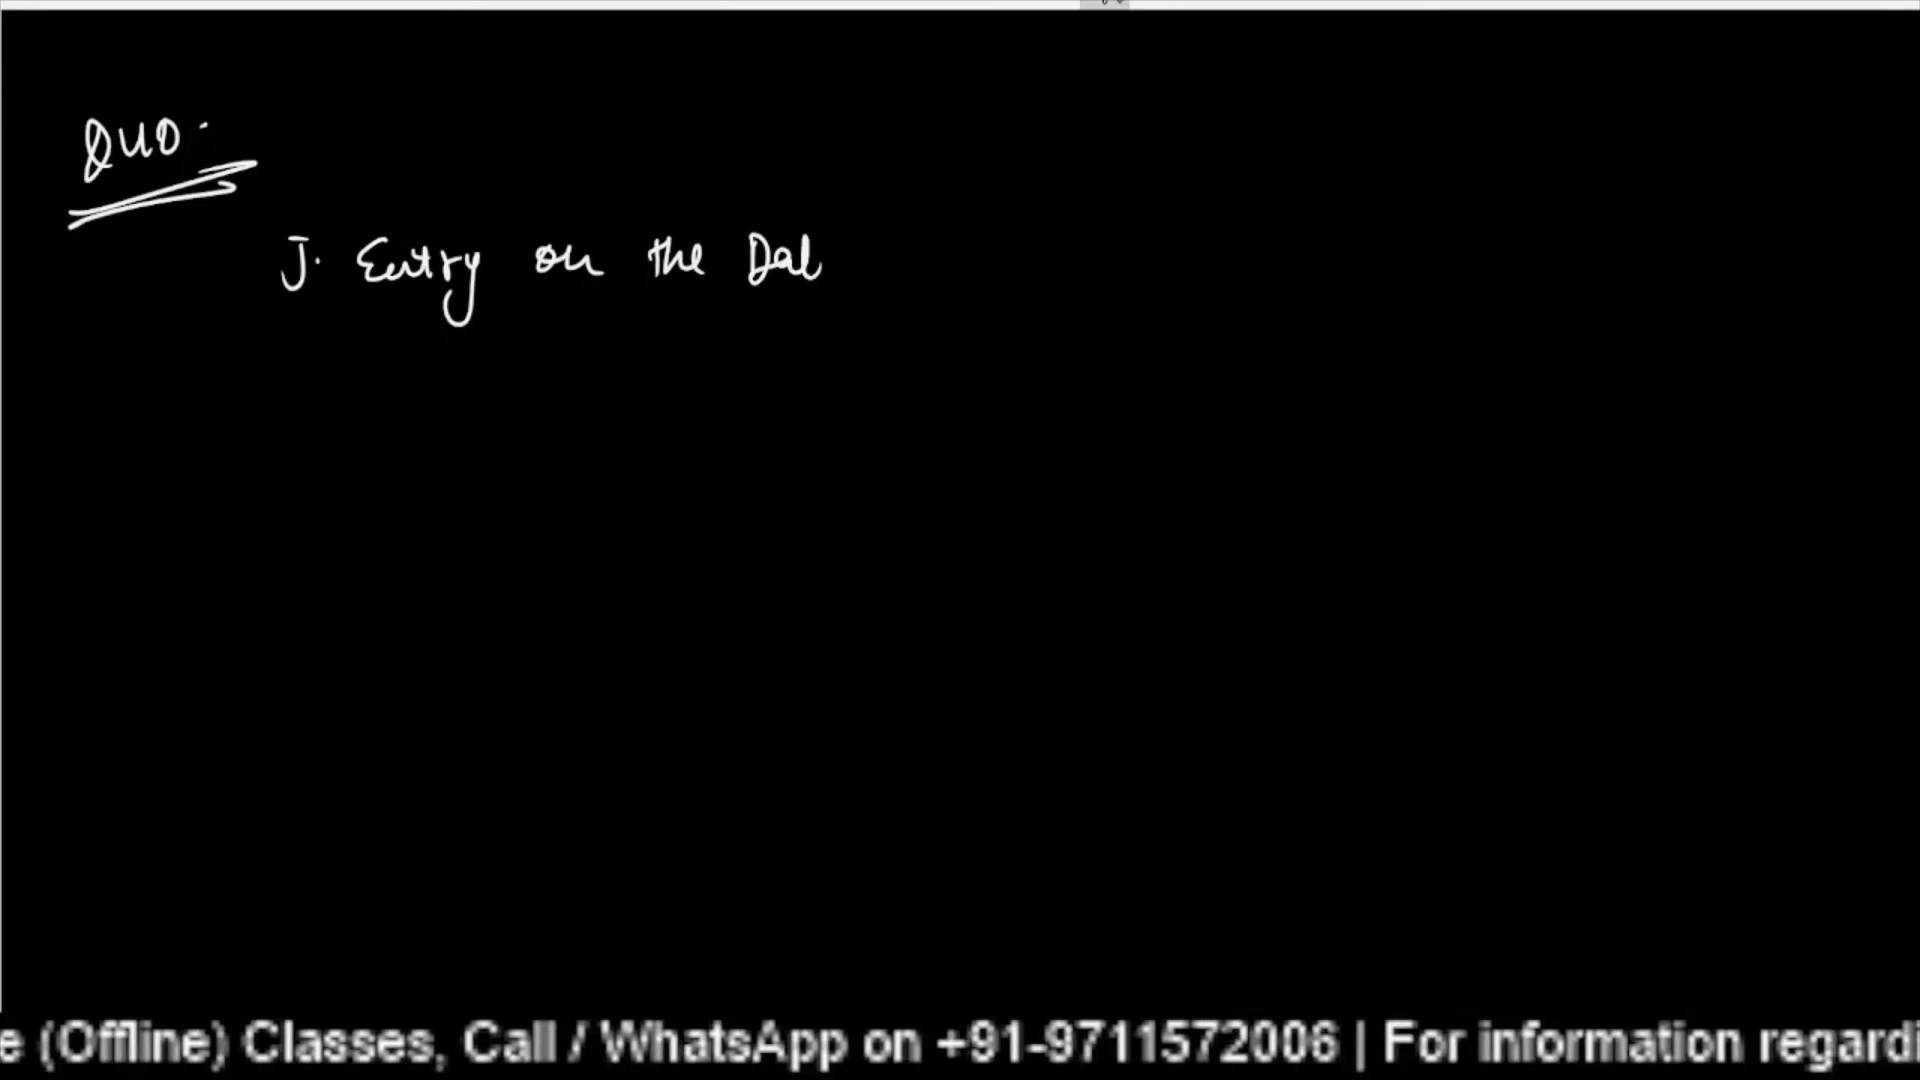 QUO.
J. Entry on the Dal
e (Offline) Classes, Call / WhatsApp on +91-9711572006 | For information regardi